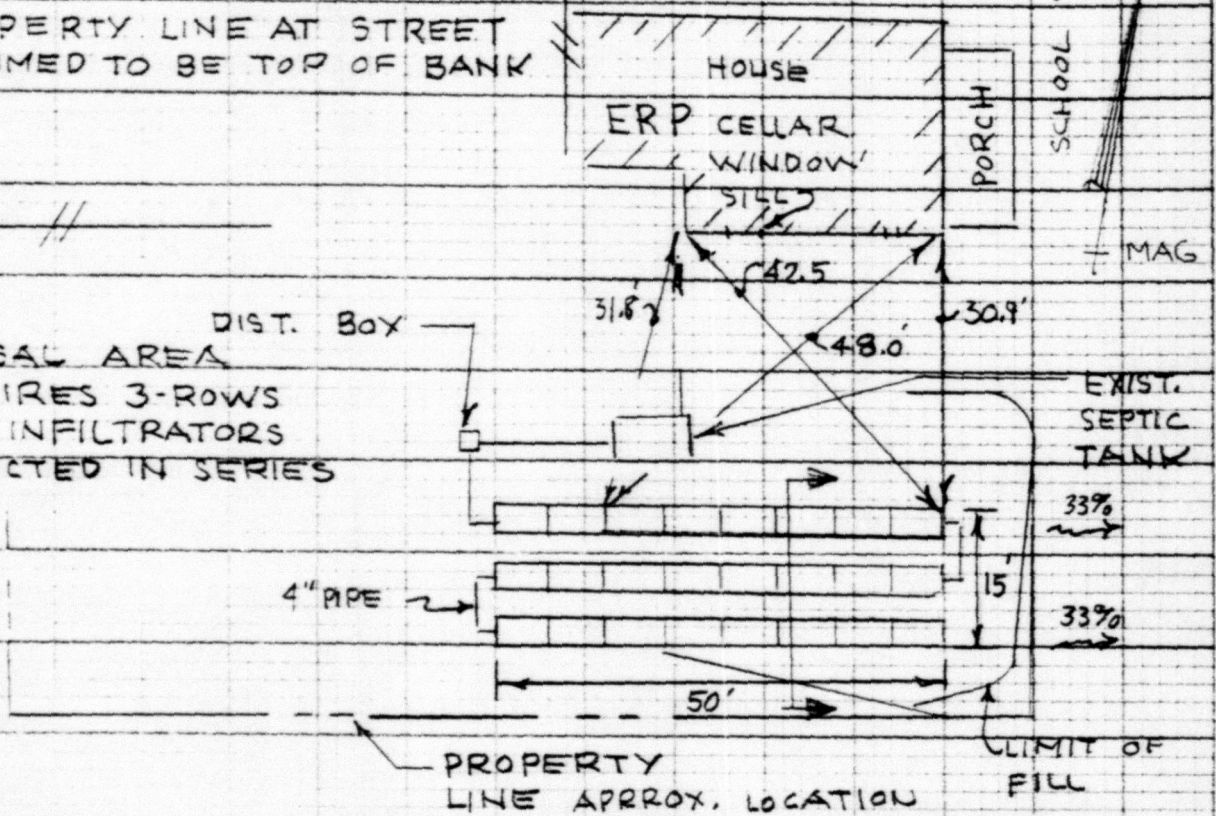 PERTY LINE AT STREET
MED TO BE TOP OF BANK
HOUSE
ERP CELLAR
WINDOW
SILL
PORCH
SCHOOL
MAG
42.5
31.8'
30.9'
48.0'
DIST. BOX
SAL AREA
IRES 3-ROWS
INFILTRATORS
CTED IN SERIES
EXIST.
SEPTIC
TANK
33%
15'
4" PIPE
33%
50'
LIMIT OF
FILL
PROPERTY
LINE APRROX. LOCATION